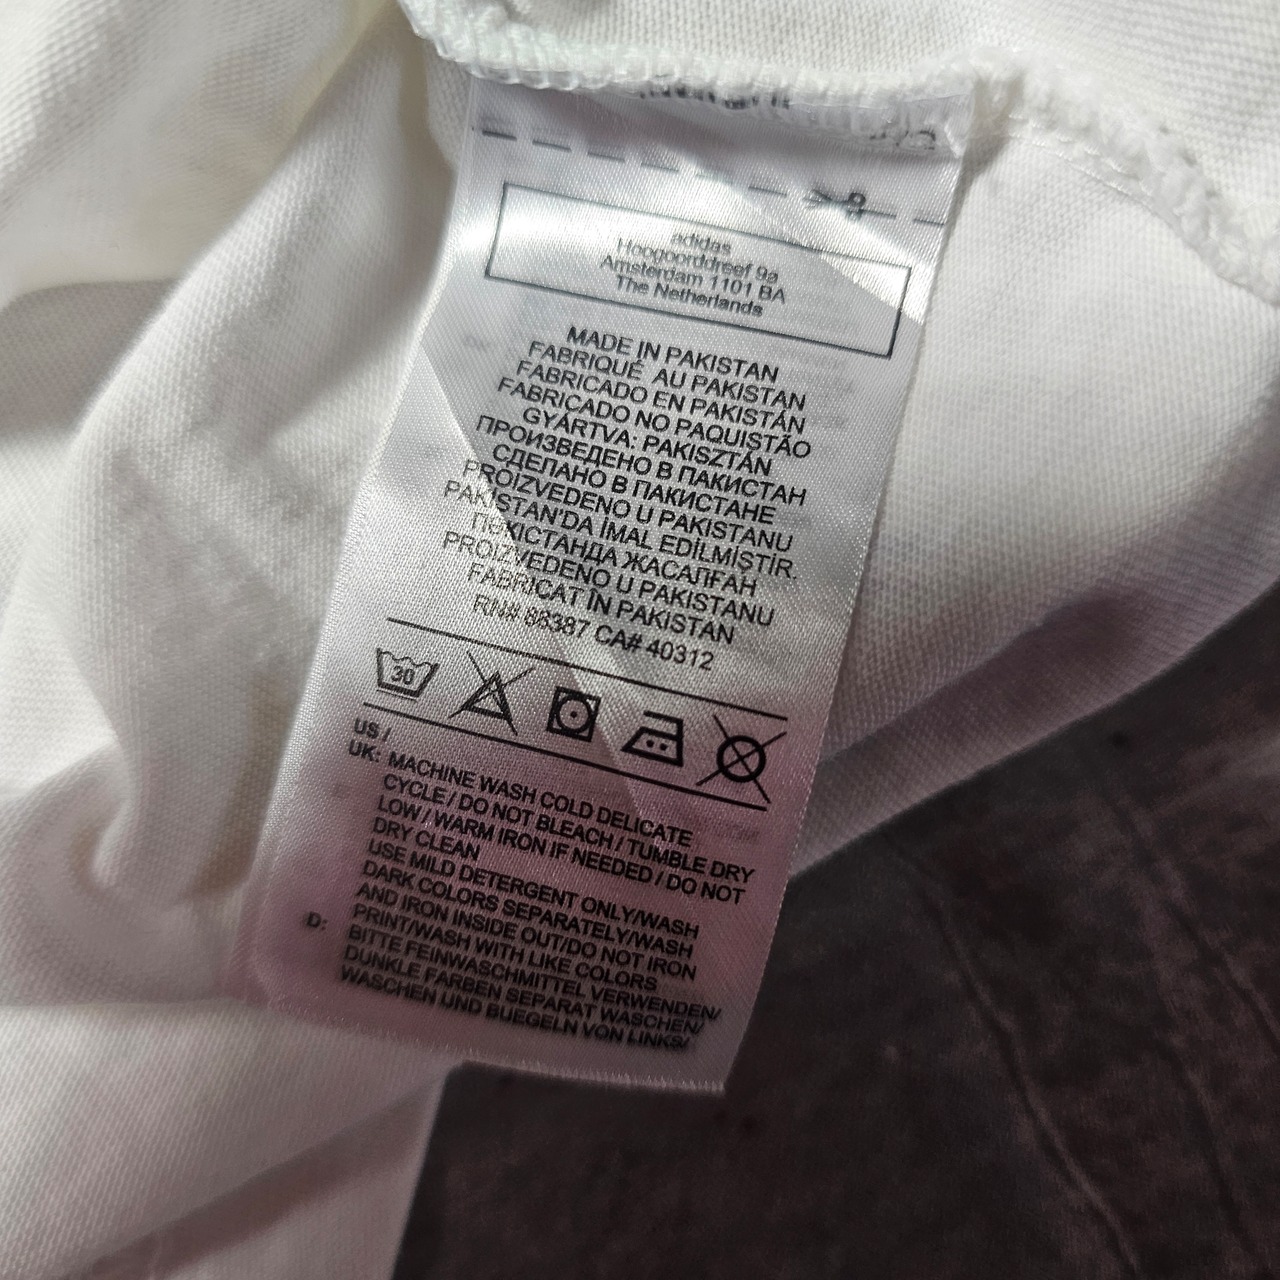 adidas
Hoogoorddreef 9a
Amsterdam 1101 BA
The Netherlands
MADE IN PAKISTAN
FABRIQUÉ AU PAKISTAN
FABRICADO EN PAKISTÁN
FABRICADO NO PAQUISTÃO
GYÁRTVA: PAKISZTÁN
ПРОИЗВЕДЕНО В ПАКИСТАН
СДЕЛАНО В ПАКИСТАНЕ
PROIZVEDENO U PAKISTANU
PAKİSTAN'DA İMAL EDİLMİŞTİR.
ПӘКІСТАНДА ЖАСАЛҒАН
PROIZVEDENO U PAKISTANU
FABRICAT ÎN PAKISTAN
RN# 88387 CA# 40312
30
US /
UK: MACHINE WASH COLD DELICATE
CYCLE / DO NOT BLEACH / TUMBLE DRY
LOW / WARM IRON IF NEEDED / DO NOT
DRY CLEAN
USE MILD DETERGENT ONLY/WASH
DARK COLORS SEPARATELY/WASH
AND IRON INSIDE OUT/DO NOT IRON
PRINT/WASH WITH LIKE COLORS
D: BITTE FEINWASCHMITTEL VERWENDEN/
DUNKLE FARBEN SEPARAT WASCHEN/
WASCHEN UND BUEGELN VON LINKS/